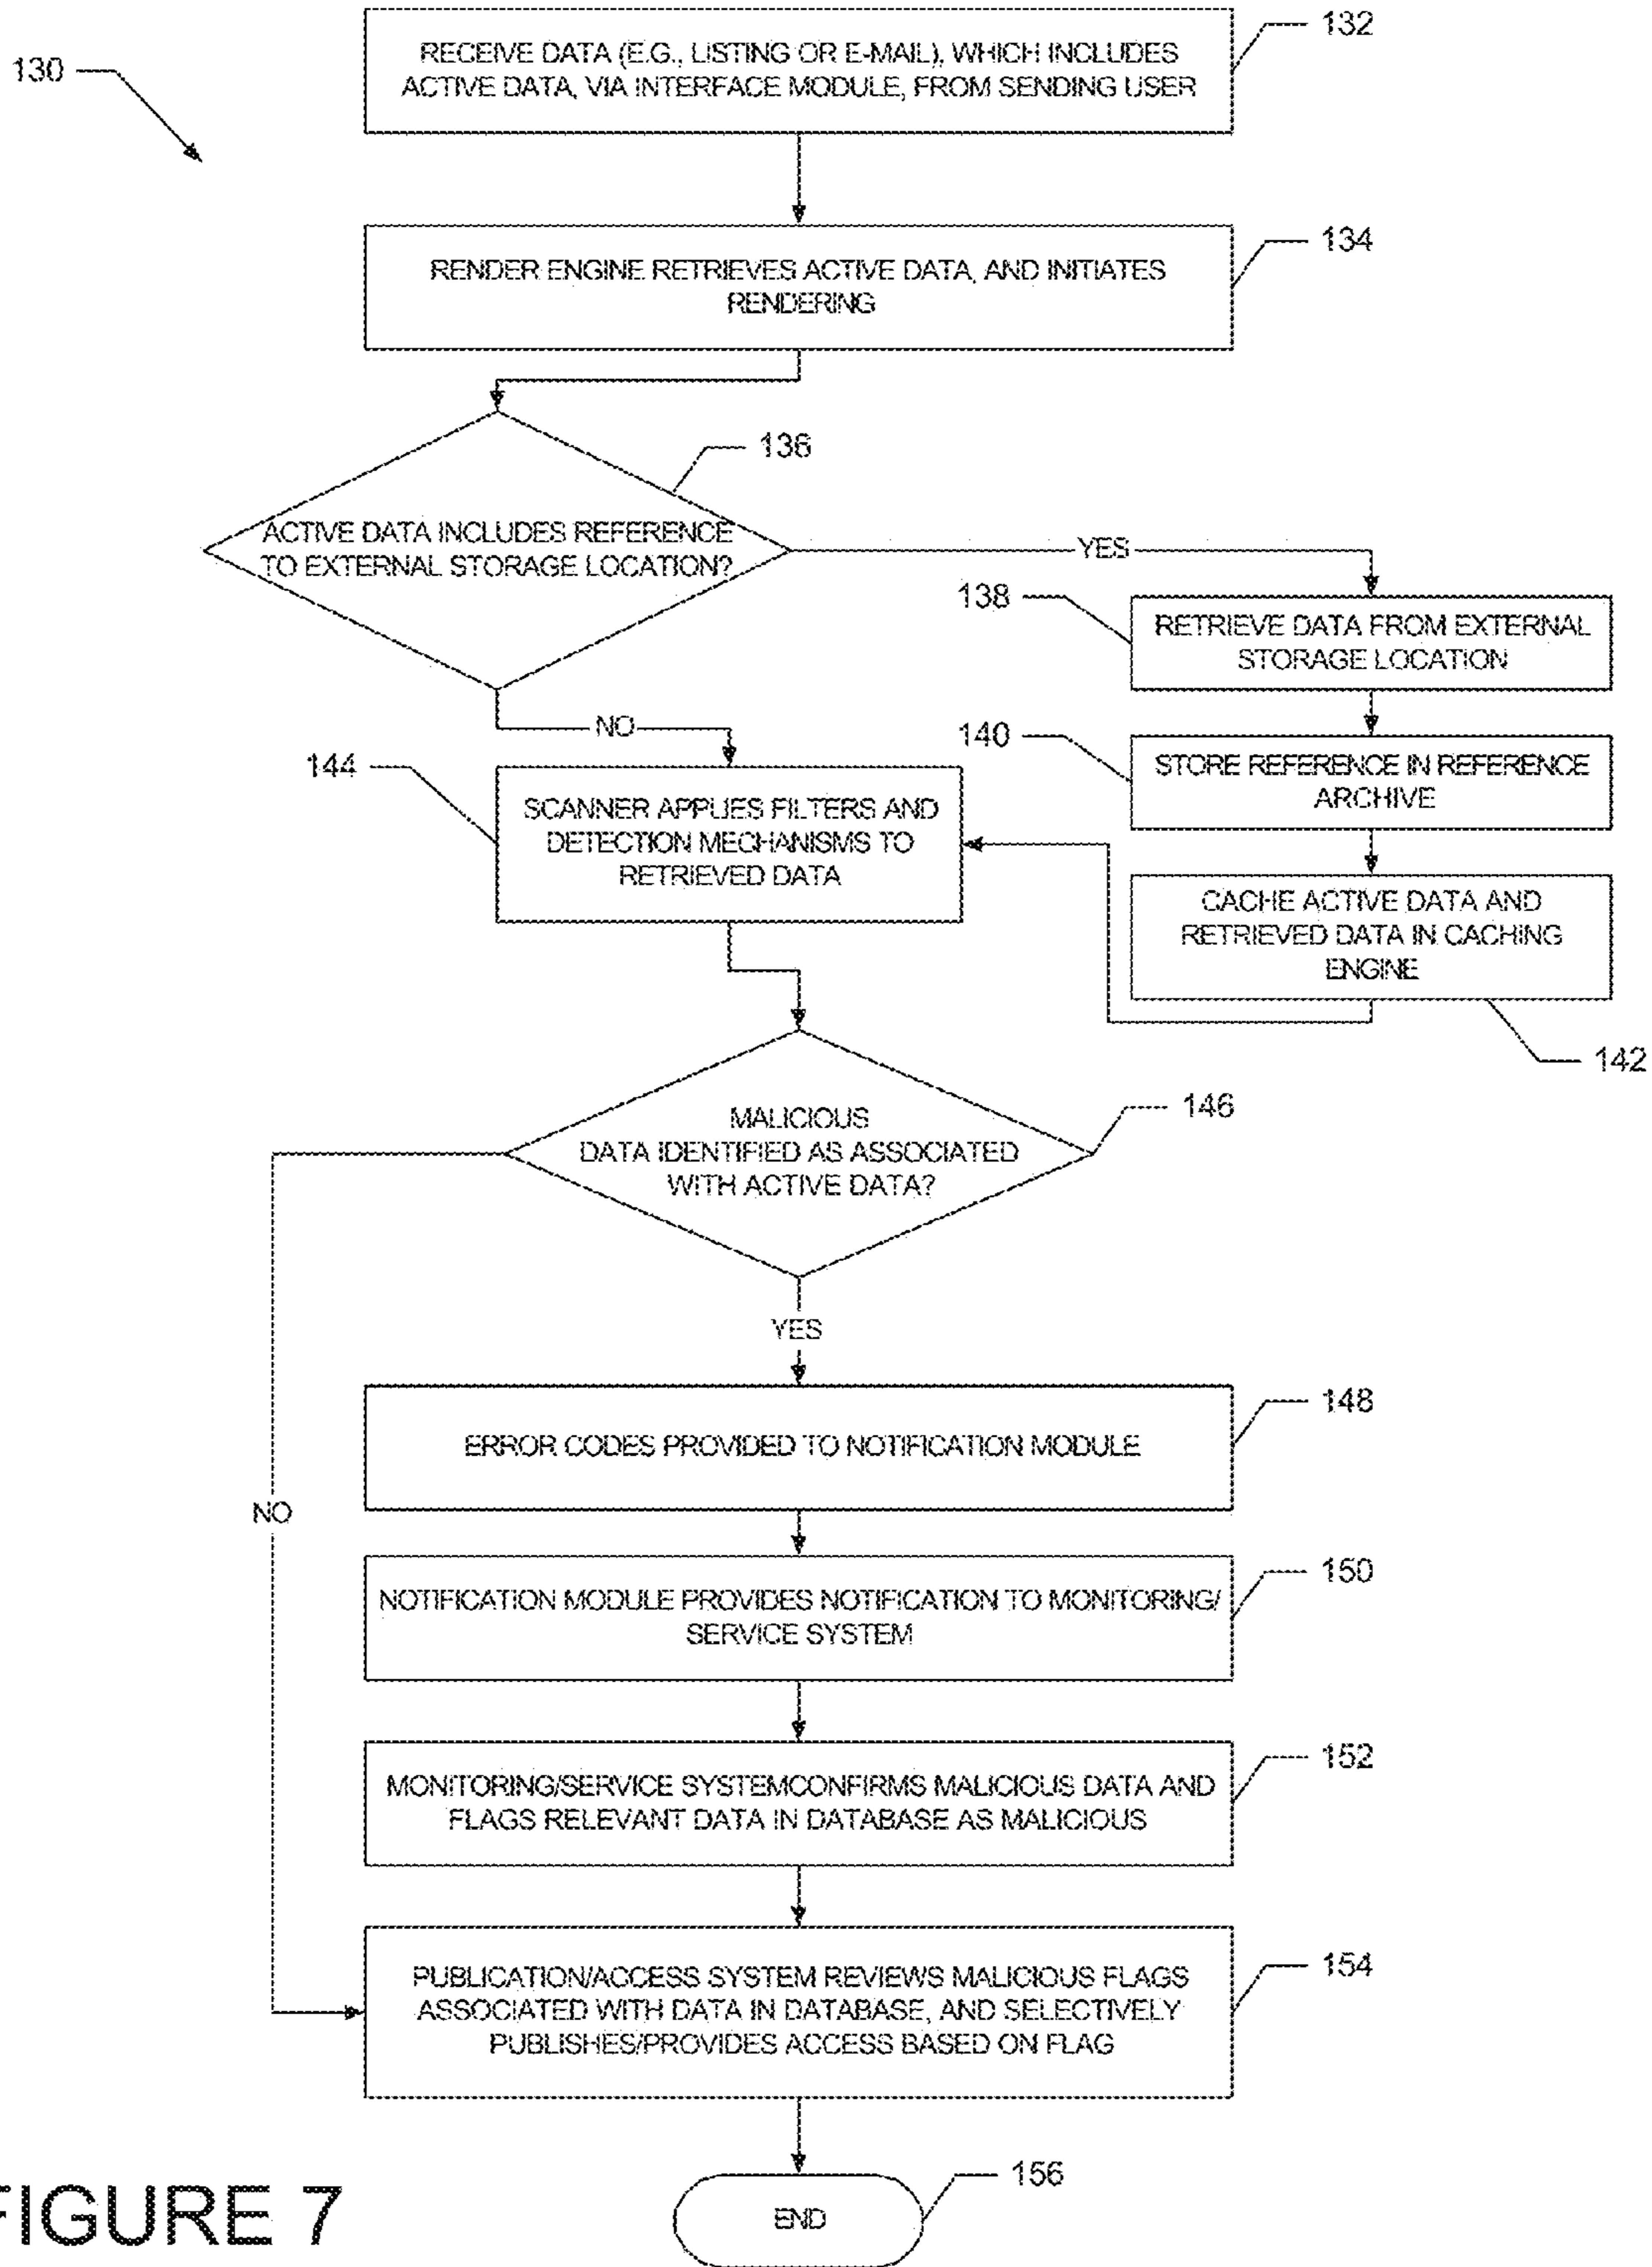 130
RECEIVE DATA (E.G., LISTING OR E-MAIL), WHICH INCLUDES
ACTIVE DATA, VIA INTERFACE MODULE, FROM SENDING USER
132
RENDER ENGINE RETRIEVES ACTIVE DATA, AND INITIATES
RENDERING
134
ACTIVE DATA INCLUDES REFERENCE
TO EXTERNAL STORAGE LOCATION?
136
YES
138
RETRIEVE DATA FROM EXTERNAL
STORAGE LOCATION
140
STORE REFERENCE IN REFERENCE
ARCHIVE
CACHE ACTIVE DATA AND
RETRIEVED DATA IN CACHING
ENGINE
142
NO
144
SCANNER APPLIES FILTERS AND
DETECTION MECHANISMS TO
RETRIEVED DATA
MALICIOUS
DATA IDENTIFIED AS ASSOCIATED
WITH ACTIVE DATA?
146
YES
NO
ERROR CODES PROVIDED TO NOTIFICATION MODULE
148
NOTIFICATION MODULE PROVIDES NOTIFICATION TO MONITORING/
SERVICE SYSTEM
150
MONITORING/SERVICE SYSTEMCONFIRMS MALICIOUS DATA AND
FLAGS RELEVANT DATA IN DATABASE AS MALICIOUS
152
PUBLICATION/ACCESS SYSTEM REVIEWS MALICIOUS FLAGS
ASSOCIATED WITH DATA IN DATABASE, AND SELECTIVELY
PUBLISHES/PROVIDES ACCESS BASED ON FLAG
154
END
156
FIGURE 7